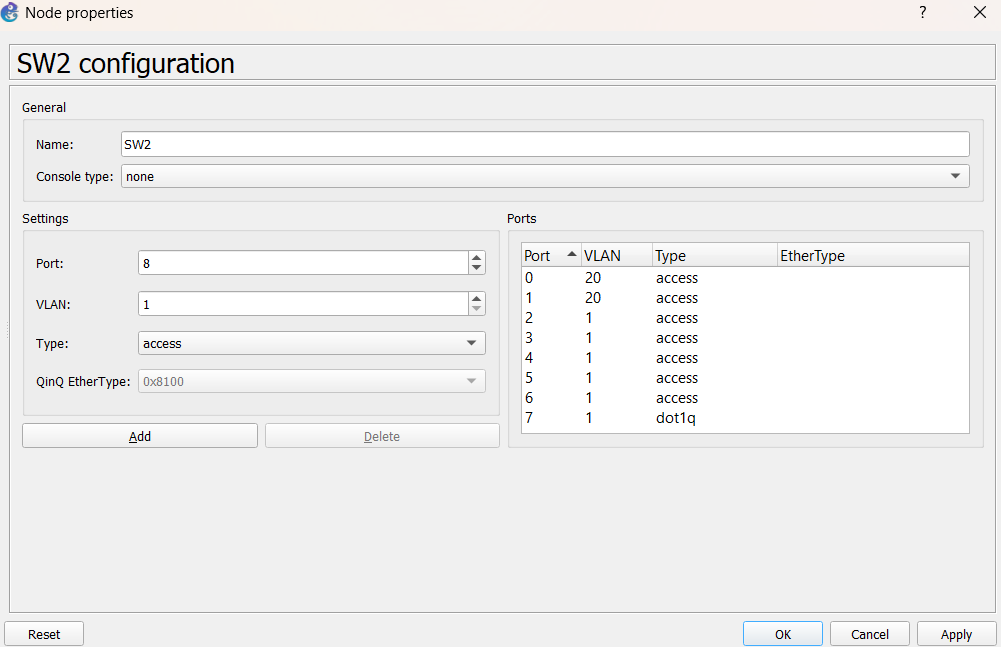 Node properties ?
SW2 configuration
General
Name: SW2
Console type: none
Settings
Port: 8
VLAN: 1
Type: access
QinQ EtherType: 0x8100
Add Delete
Ports
Port VLAN Type EtherType
0 20 access
1 20 access
2 1 access
3 1 access
4 1 access
5 1 access
6 1 access
7 1 dot1q
Reset OK Cancel Apply